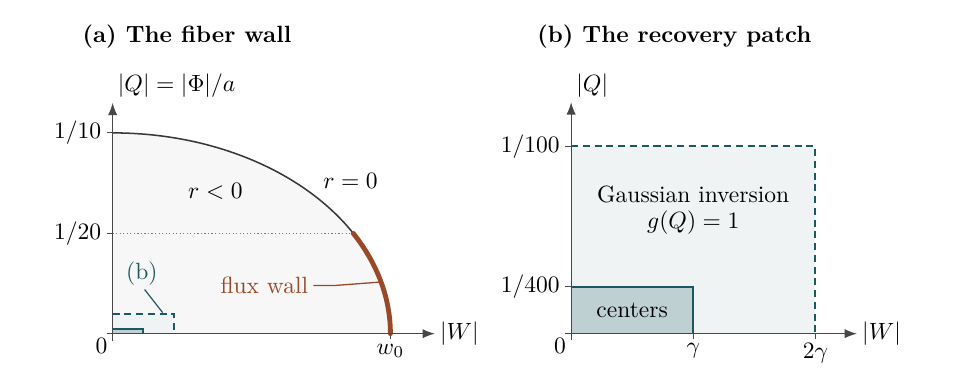 (a) The fiber wall
|Q| = |Φ|/a
1/10
r < 0
r = 0
1/20
(b)
flux wall
0
w₀
|W|
(b) The recovery patch
|Q|
1/100
Gaussian inversion
g(Q) = 1
1/400
centers
0
γ
2γ
|W|